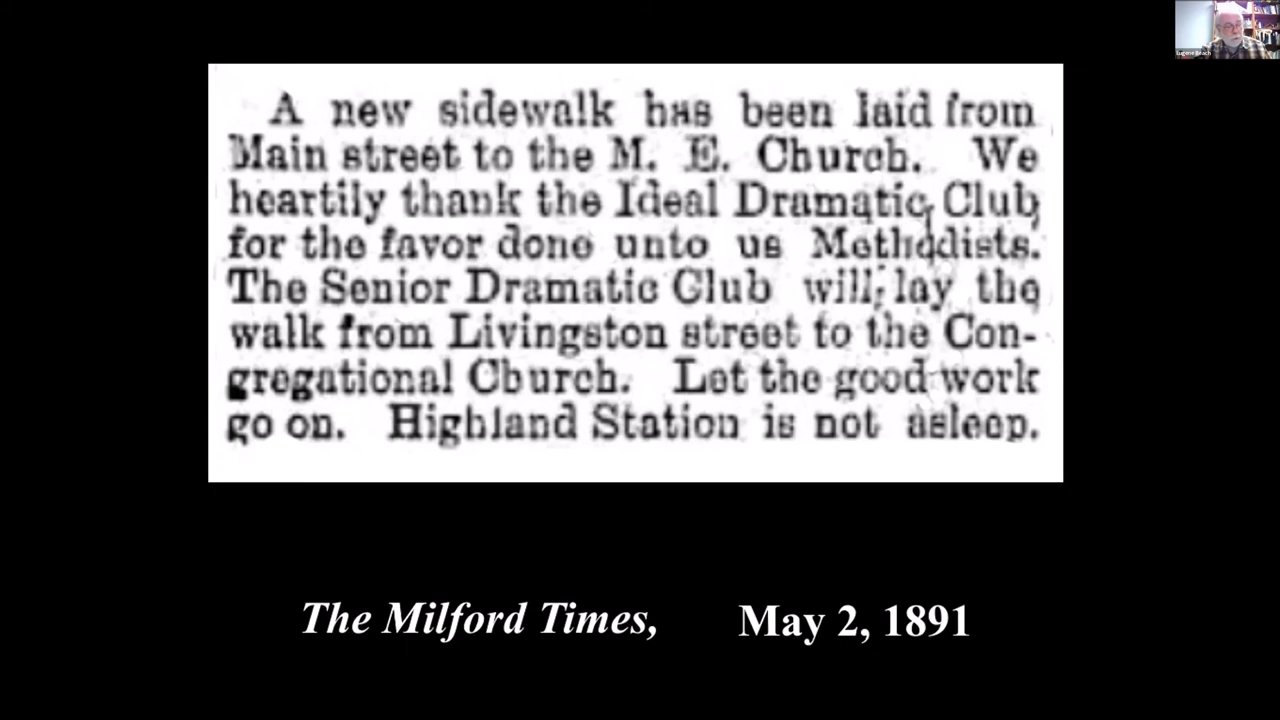 A new sidewalk has been laid from
Main street to the M. E. Church. We
heartily thank the Ideal Dramatic Club
for the favor done unto us Methodists.
The Senior Dramatic Club will lay the
walk from Livingston street to the Con-
gregational Church. Let the good work
go on. Highland Station is not asleep.
The Milford Times, May 2, 1891
Eugene Beach